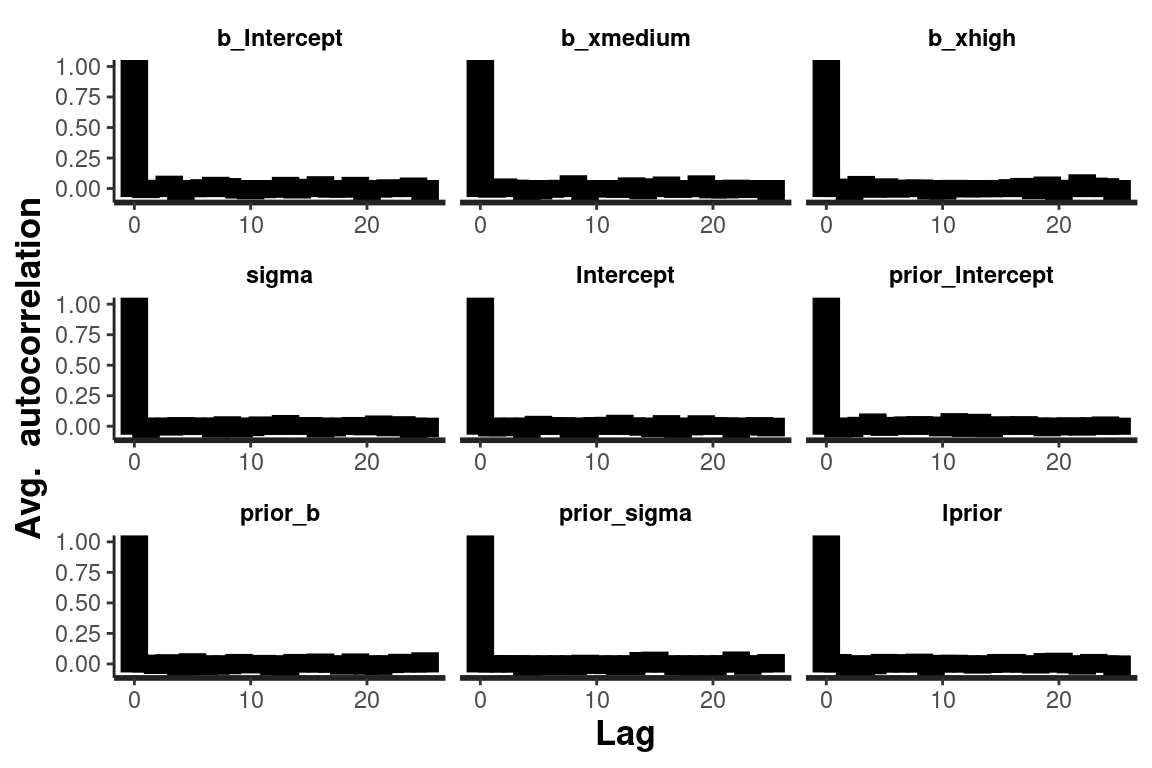 b_Intercept b_xmedium b_xhigh
1.00
0.75
0.50
0.25
0.00
0 10 20 0 10 20 0 10 20
sigma Intercept prior_Intercept
1.00
0.75
0.50
0.25
0.00
0 10 20 0 10 20 0 10 20
prior_b prior_sigma lprior
1.00
0.75
0.50
0.25
0.00
0 10 20 0 10 20 0 10 20
Avg. autocorrelation
Lag